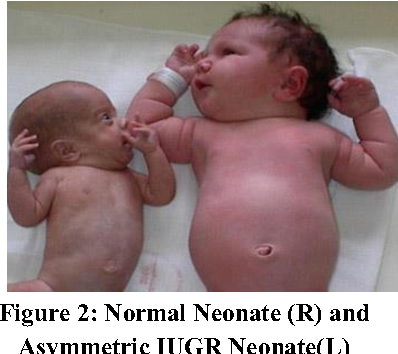 Figure 2: Normal Neonate (R) and
Asymmetric IUGR Neonate(L)